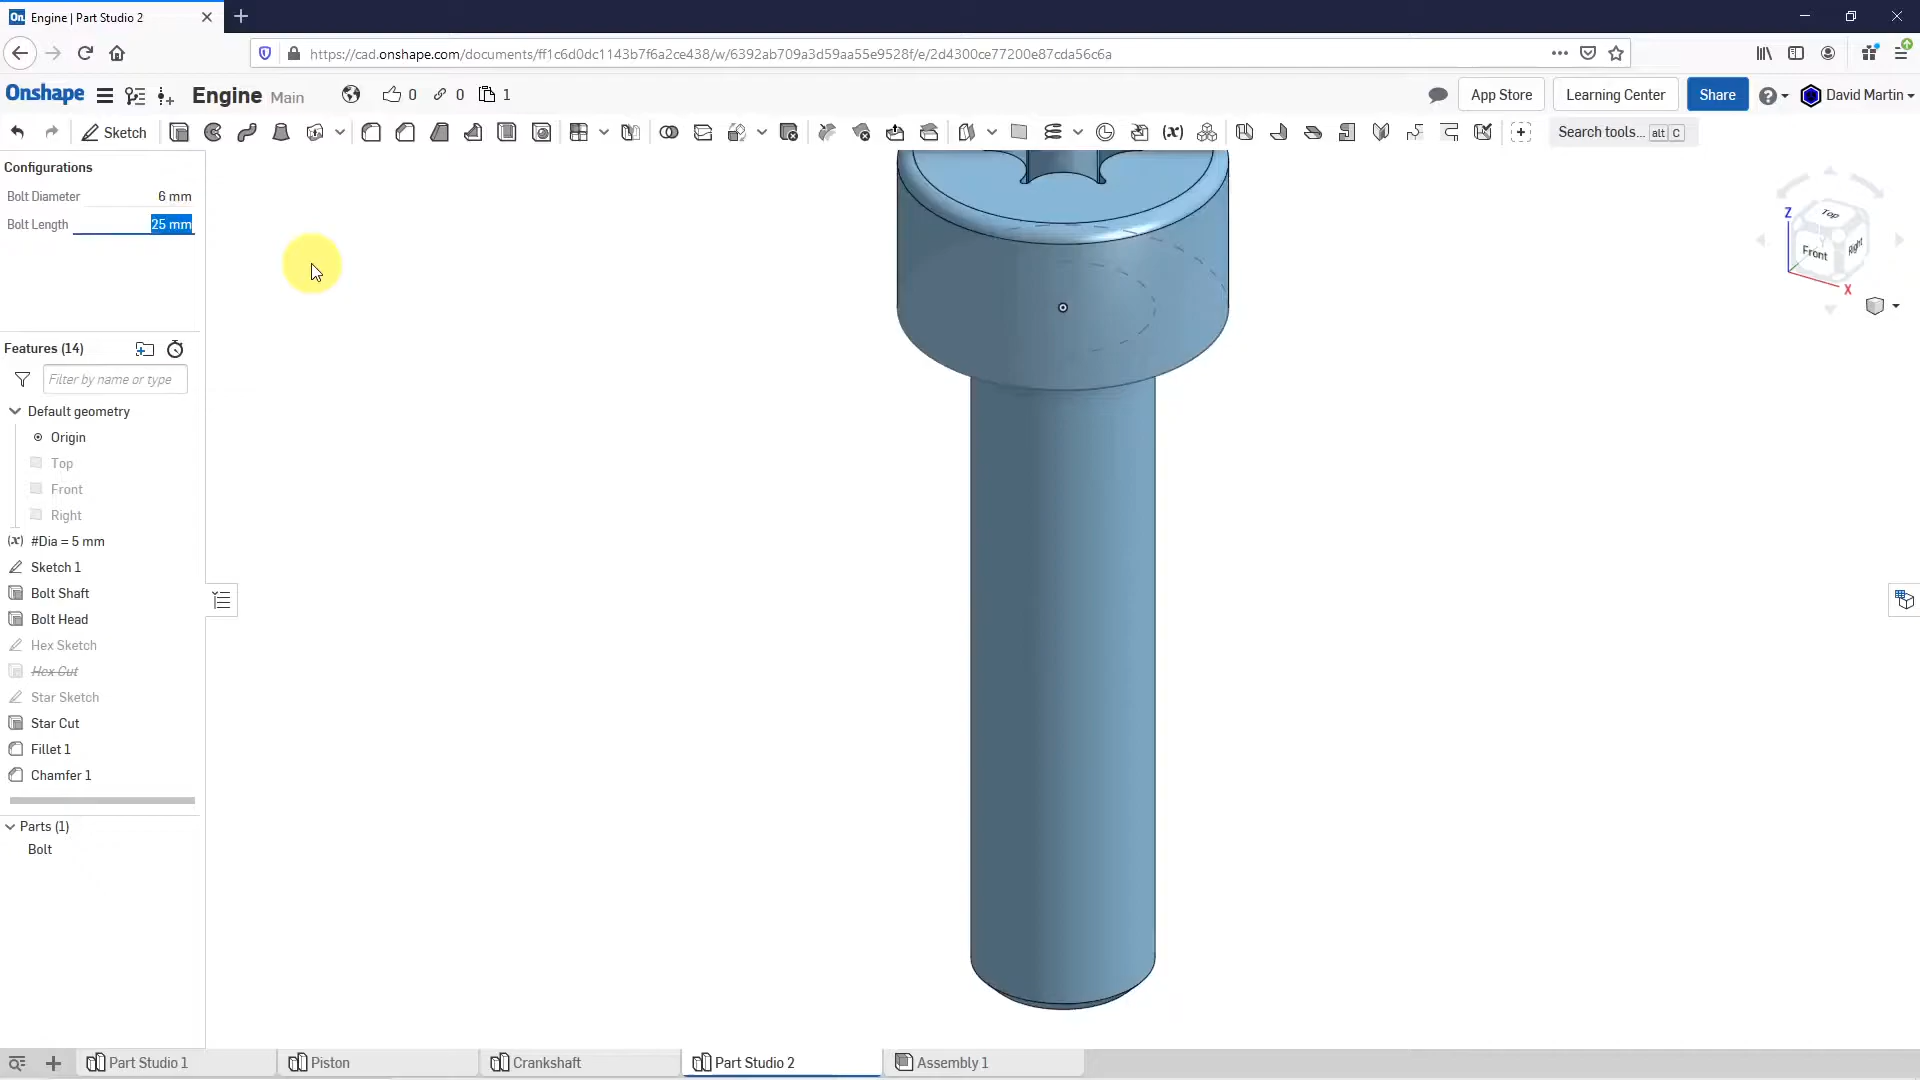 Engine | Part Studio 2
https://cad.onshape.com/documents/ff1c6d0dc1143b7f6a2ce438/w/6392ab709a3d59aa55e9528f/e/2d4300ce77200e87cda56c6a
Onshape Engine Main 0 0 1 App Store Learning Center Share David Martin
Sketch (x) Search tools... alt C
Configurations
Bolt Diameter 6 mm
Bolt Length 25 mm
Features (14)
Filter by name or type
Default geometry
Origin
Top
Front
Right
(x) #Dia = 5 mm
Sketch 1
Bolt Shaft
Bolt Head
Hex Sketch
Hex Cut
Star Sketch
Star Cut
Fillet 1
Chamfer 1
Parts (1)
Bolt
Z Top
Front Right
X
Part Studio 1 Piston Crankshaft Part Studio 2 Assembly 1